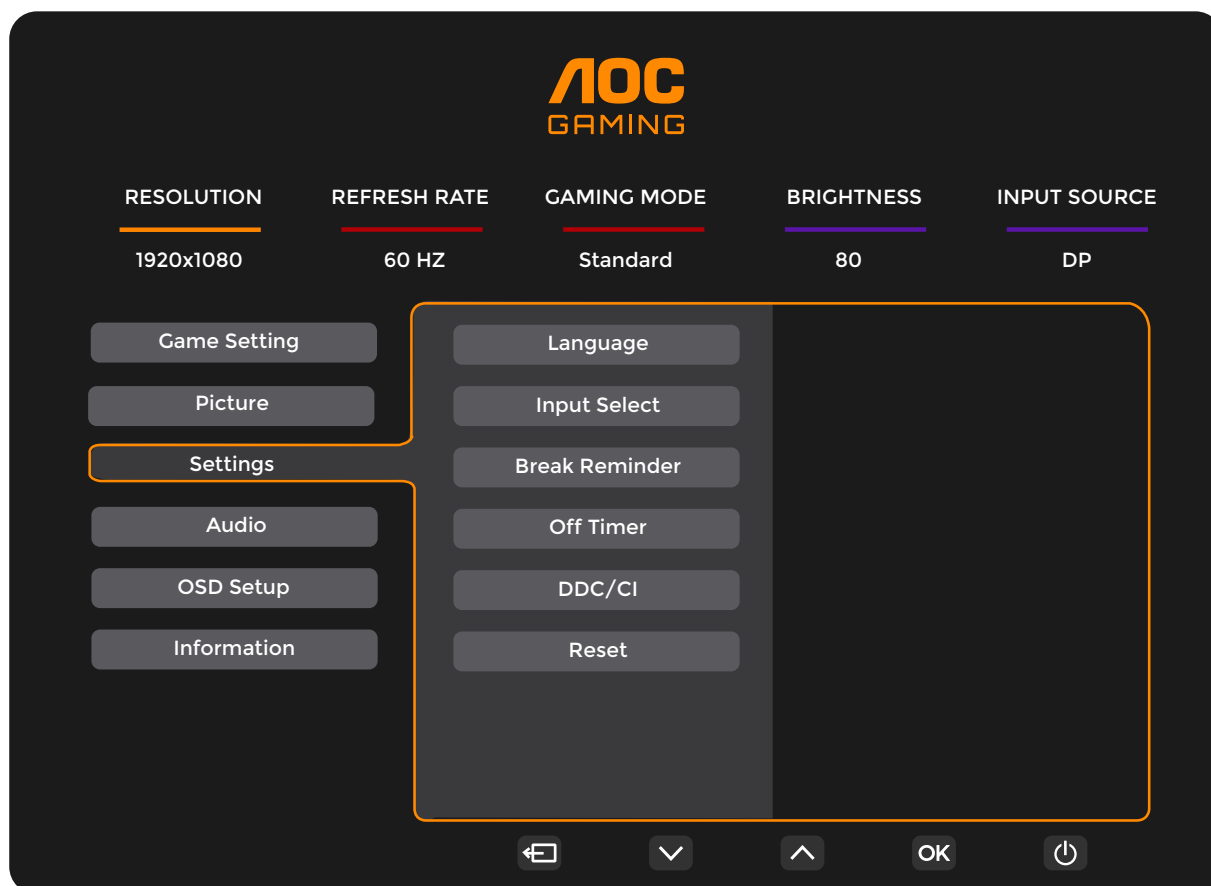 AOC
GAMING
RESOLUTION REFRESH RATE GAMING MODE BRIGHTNESS INPUT SOURCE
1920x1080 60 HZ Standard 80 DP
Game Setting
Picture
Settings
Audio
OSD Setup
Information
Language
Input Select
Break Reminder
Off Timer
DDC/CI
Reset
OK